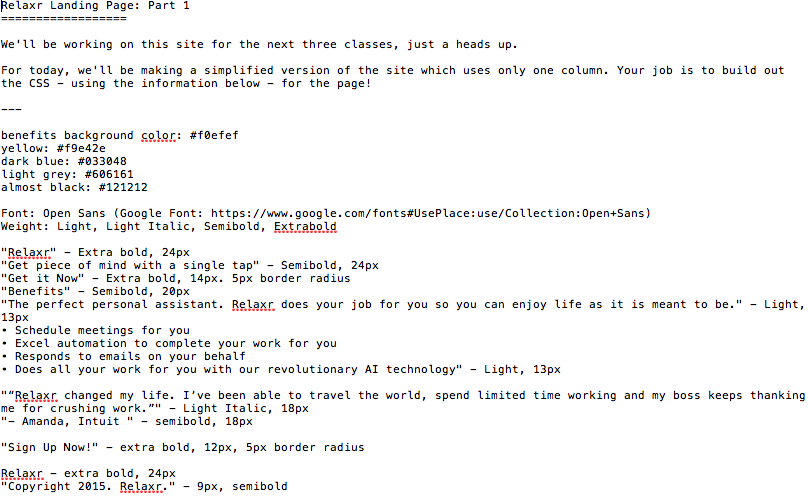 Relaxr Landing Page: Part 1
==================
We'll be working on this site for the next three classes, just a heads up.
For today, we'll be making a simplified version of the site which uses only one column. Your job is to build out
the CSS - using the information below - for the page!
---
benefits background color: #f0efef
yellow: #f9e42e
dark blue: #033048
light grey: #606161
almost black: #121212
Font: Open Sans (Google Font: https://www.google.com/fonts#UsePlace:use/Collection:Open+Sans)
Weight: Light, Light Italic, Semibold, Extrabold
"Relaxr" - Extra bold, 24px
"Get piece of mind with a single tap" - Semibold, 24px
"Get it Now" - Extra bold, 14px. 5px border radius
"Benefits" - Semibold, 20px
"The perfect personal assistant. Relaxr does your job for you so you can enjoy life as it is meant to be." - Light,
13px
• Schedule meetings for you
• Excel automation to complete your work for you
• Responds to emails on your behalf
• Does all your work for you with our revolutionary AI technology" - Light, 13px
"“Relaxr changed my life. I’ve been able to travel the world, spend limited time working and my boss keeps thanking
me for crushing work.”" - Light Italic, 18px
"- Amanda, Intuit " - semibold, 18px
"Sign Up Now!" - extra bold, 12px, 5px border radius
Relaxr - extra bold, 24px
"Copyright 2015. Relaxr." - 9px, semibold